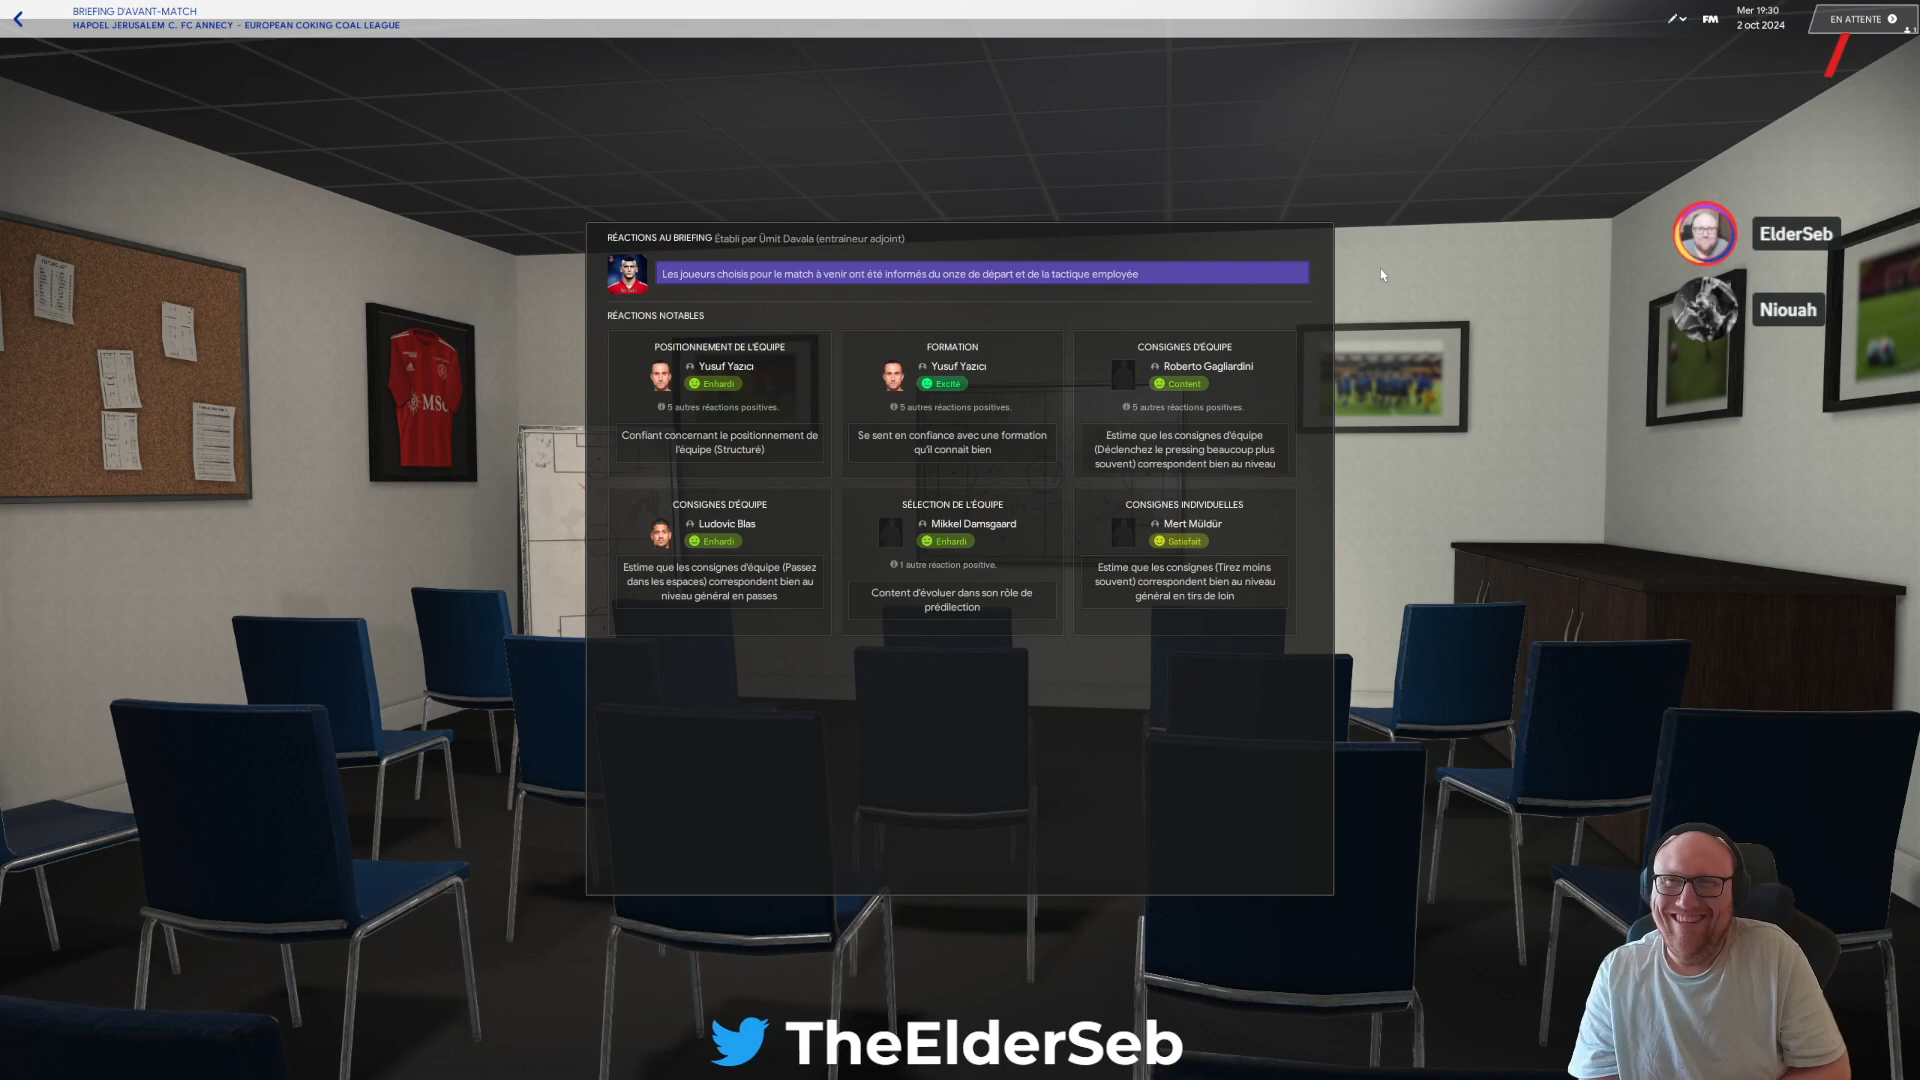 BRIEFING D'AVANT-MATCH
HAPOEL JERUSALEM C. FC ANNECY - EUROPEAN COKING COAL LEAGUE
FM
Mer 19:30
2 oct 2024
EN ATTENTE
1
RÉACTIONS AU BRIEFING Établi par Ümit Davala (entraîneur adjoint)
Les joueurs choisis pour le match à venir ont été informés du onze de départ et de la tactique employée
RÉACTIONS NOTABLES
POSITIONNEMENT DE L'ÉQUIPE
Yusuf Yazıcı
Enhardi
5 autres réactions positives.
Confiant concernant le positionnement de
l'équipe (Structuré)
FORMATION
Yusuf Yazıcı
Excité
5 autres réactions positives.
Se sent en confiance avec une formation
qu'il connait bien
CONSIGNES D'ÉQUIPE
Roberto Gagliardini
Content
5 autres réactions positives.
Estime que les consignes d'équipe
(Déclenchez le pressing beaucoup plus
souvent) correspondent bien au niveau
CONSIGNES D'ÉQUIPE
Ludovic Blas
Enhardi
Estime que les consignes d'équipe (Passez
dans les espaces) correspondent bien au
niveau général en passes
SÉLECTION DE L'ÉQUIPE
Mikkel Damsgaard
Enhardi
1 autre réaction positive.
Content d'évoluer dans son rôle de
prédilection
CONSIGNES INDIVIDUELLES
Mert Müldür
Satisfait
Estime que les consignes (Tirez moins
souvent) correspondent bien au niveau
général en tirs de loin
ElderSeb
Niouah
MSC
TheElderSeb